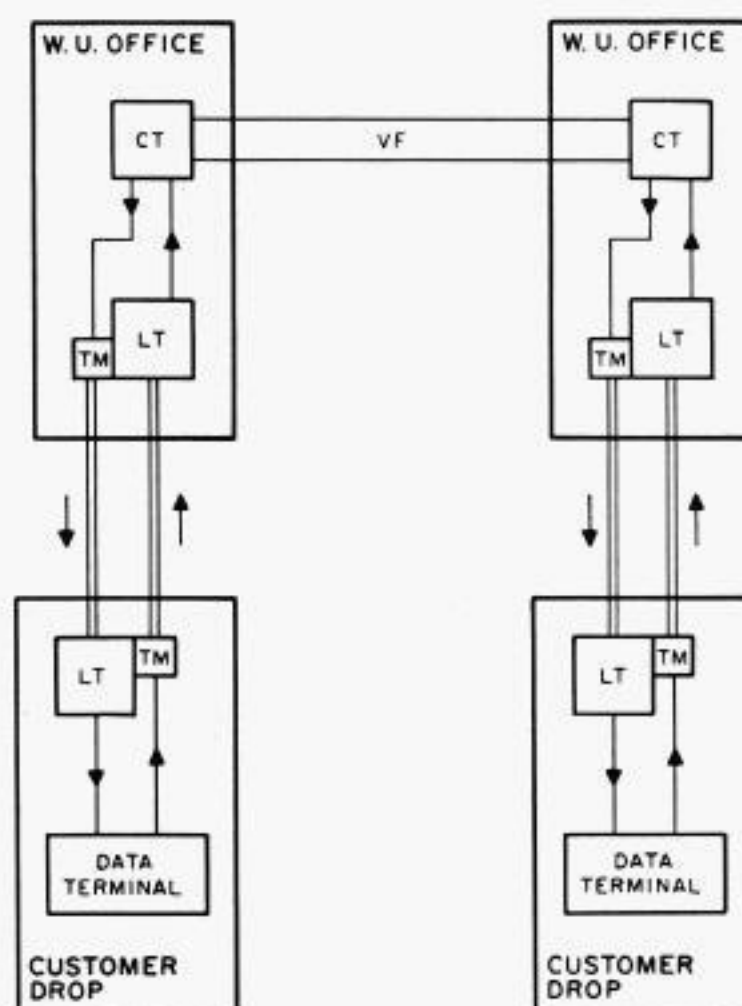 W. U. OFFICE
W. U. OFFICE
CT
VF
CT
TM
LT
TM
LT
LT
TM
LT
TM
DATA
TERMINAL
DATA
TERMINAL
CUSTOMER
DROP
CUSTOMER
DROP